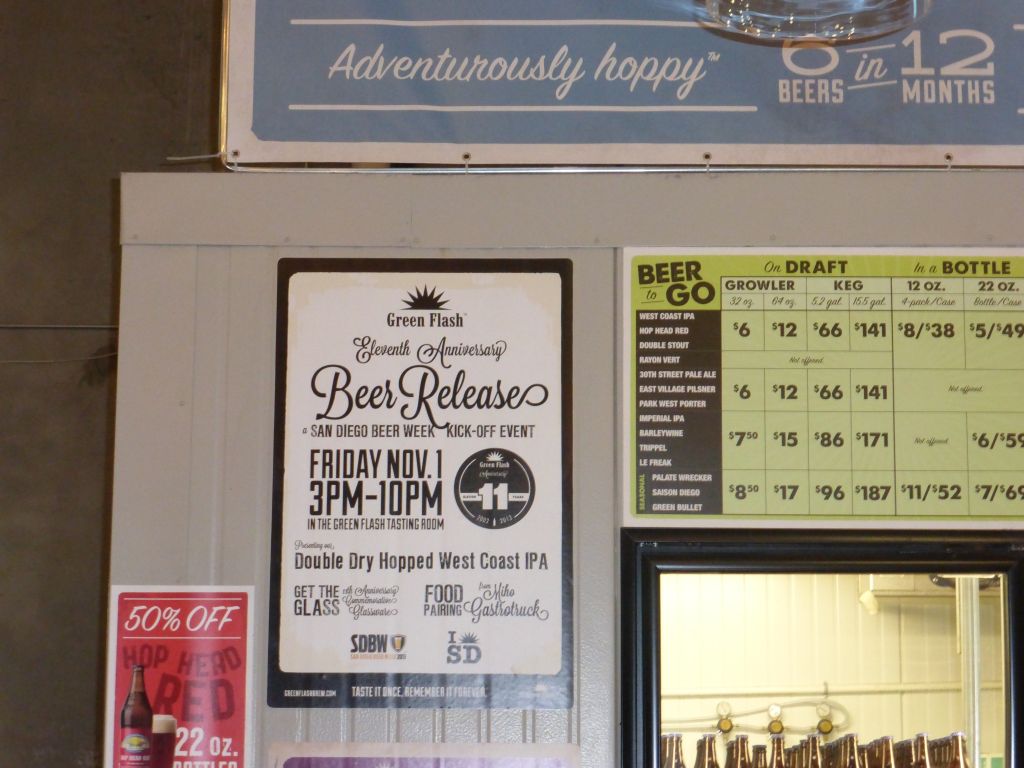 Adventurously hoppy™
6 in 12
BEERS MONTHS
Green Flash
Eleventh Anniversary
Beer Release
a SAN DIEGO BEER WEEK KICK-OFF EVENT
FRIDAY NOV. 1
3PM-10PM
IN THE GREEN FLASH TASTING ROOM
Green Flash
Anniversary
ELEVEN 11 YEARS
2002 2013
Presenting our
Double Dry Hopped West Coast IPA
GET THE GLASS
11th Anniversary
Commemorative
Glassware
FOOD PAIRING
from Miho
Gastrotruck
SDBW
I SD
GREENFLASHBREW.COM TASTE IT ONCE, REMEMBER IT FOREVER.
50% OFF
HOP HEAD
RED
22 OZ.
BOTTLES
BEER to GO
On DRAFT In a BOTTLE
GROWLER KEG 12 OZ. 22 OZ.
32 oz. 64 oz. 5.2 gal. 15.5 gal. 4-pack/Case Bottle/Case
WEST COAST IPA
HOP HEAD RED
DOUBLE STOUT
$6 $12 $66 $141 $8/$38 $5/$49
RAYON VERT
Not offered.
30TH STREET PALE ALE
EAST VILLAGE PILSNER
PARK WEST PORTER
$6 $12 $66 $141 Not offered.
IMPERIAL IPA
BARLEYWINE
TRIPPEL
LE FREAK
$7.50 $15 $86 $171 Not offered. $6/$59
SEASONAL
PALATE WRECKER
SAISON DIEGO
GREEN BULLET
$8.50 $17 $96 $187 $11/$52 $7/$69